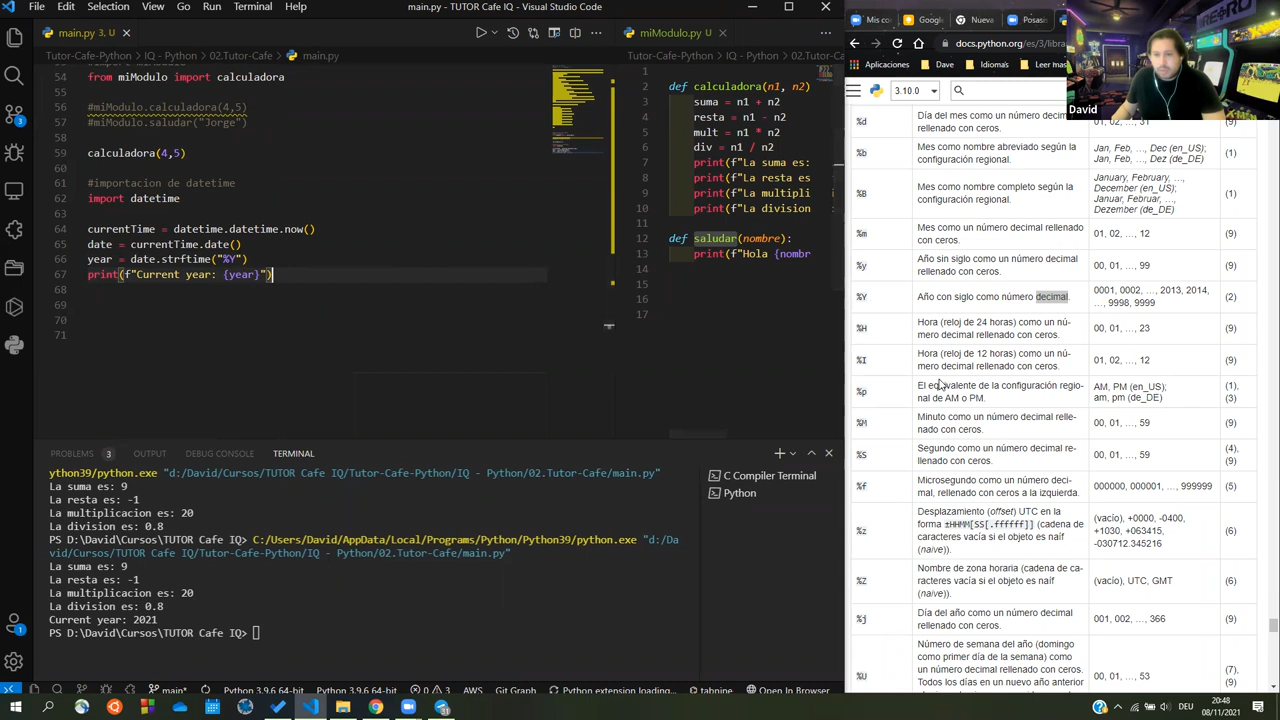 File Edit Selection View Go Run Terminal
main.py - TUTOR Cafe IQ - Visual Studio Code
main.py 3, U
miModulo.py U
Tutor-Cafe-Python > IQ - Python > 02.Tutor-Cafe > main.py
Tutor-Cafe-Python > IQ - Python > 02
54 from miModulo import calculadora
55
56 #miModulo.calculadora(4,5)
57 #miModulo.saludar("Jorge")
58
59 calculadora(4,5)
60
61 #importacion de datetime
62 import datetime
63
64 currentTime = datetime.datetime.now()
65 date = currentTime.date()
66 year = date.strftime("%Y")
67 print(f"Current year: {year}")
68
69
70
71
1
2 def calculadora(n1, n2)
3 suma = n1 + n2
4 resta = n1 - n2
5 mult = n1 * n2
6 div = n1 / n2
7 print(f"La suma es:
8 print(f"La resta es
9 print(f"La multipli
10 print(f"La division
11
12 def saludar(nombre):
13 print(f"Hola {nombr
14
15
16
17
PROBLEMS 3 OUTPUT DEBUG CONSOLE TERMINAL
C Compiler Terminal
Python
ython39/python.exe "d:/David/Cursos/TUTOR Cafe IQ/Tutor-Cafe-Python/IQ - Python/02.Tutor-Cafe/main.py"
La suma es: 9
La resta es: -1
La multiplicacion es: 20
La division es: 0.8
PS D:\David\Cursos\TUTOR Cafe IQ> C:/Users/David/AppData/Local/Programs/Python/Python39/python.exe "d:/Da
vid/Cursos/TUTOR Cafe IQ/Tutor-Cafe-Python/IQ - Python/02.Tutor-Cafe/main.py"
La suma es: 9
La resta es: -1
La multiplicacion es: 20
La division es: 0.8
Current year: 2021
PS D:\David\Cursos\TUTOR Cafe IQ>
main* Python 3.9.6 64-bit Python 3.9.6 64-bit 0 3 AWS Git Graph Python extension loading... tabnine Open In Browser
Mis co Google Nueva Posasi
docs.python.org/es/3/libra
Aplicaciones Dave Idiomas Leer mas
3.10.0
David
%d Día del mes como un número decimal rellenado con ceros. 01, 02, …, 31 (9)
%b Mes como nombre abreviado según la configuración regional. Jan, Feb, …, Dec (en_US); Jan, Feb, …, Dez (de_DE) (1)
%B Mes como nombre completo según la configuración regional. January, February, …, December (en_US); Januar, Februar, …, Dezember (de_DE) (1)
%m Mes como un número decimal rellenado con ceros. 01, 02, …, 12 (9)
%y Año sin siglo como un número decimal rellenado con ceros. 00, 01, …, 99 (9)
%Y Año con siglo como número decimal. 0001, 0002, …, 2013, 2014, …, 9998, 9999 (2)
%H Hora (reloj de 24 horas) como un número decimal rellenado con ceros. 00, 01, …, 23 (9)
%I Hora (reloj de 12 horas) como un número decimal rellenado con ceros. 01, 02, …, 12 (9)
%p El equivalente de la configuración regional de AM o PM. AM, PM (en_US); am, pm (de_DE) (1), (3)
%M Minuto como un número decimal rellenado con ceros. 00, 01, …, 59 (9)
%S Segundo como un número decimal rellenado con ceros. 00, 01, …, 59 (4), (9)
%f Microsegundo como un número decimal, rellenado con ceros a la izquierda. 000000, 000001, …, 999999 (5)
%z Desplazamiento (offset) UTC en la forma ±HHMM[SS[.ffffff]] (cadena de caracteres vacía si el objeto es naíf (naive)). (vacío), +0000, -0400, +1030, +063415, -030712.345216 (6)
%Z Nombre de zona horaria (cadena de caracteres vacía si el objeto es naíf (naive)). (vacío), UTC, GMT (6)
%j Día del año como un número decimal rellenado con ceros. 001, 002, …, 366 (9)
%U Número de semana del año (domingo como primer día de la semana) como un número decimal rellenado con ceros. Todos los días en un nuevo año anterior 00, 01, …, 53 (7), (9)
DEU
20:48
08/11/2021